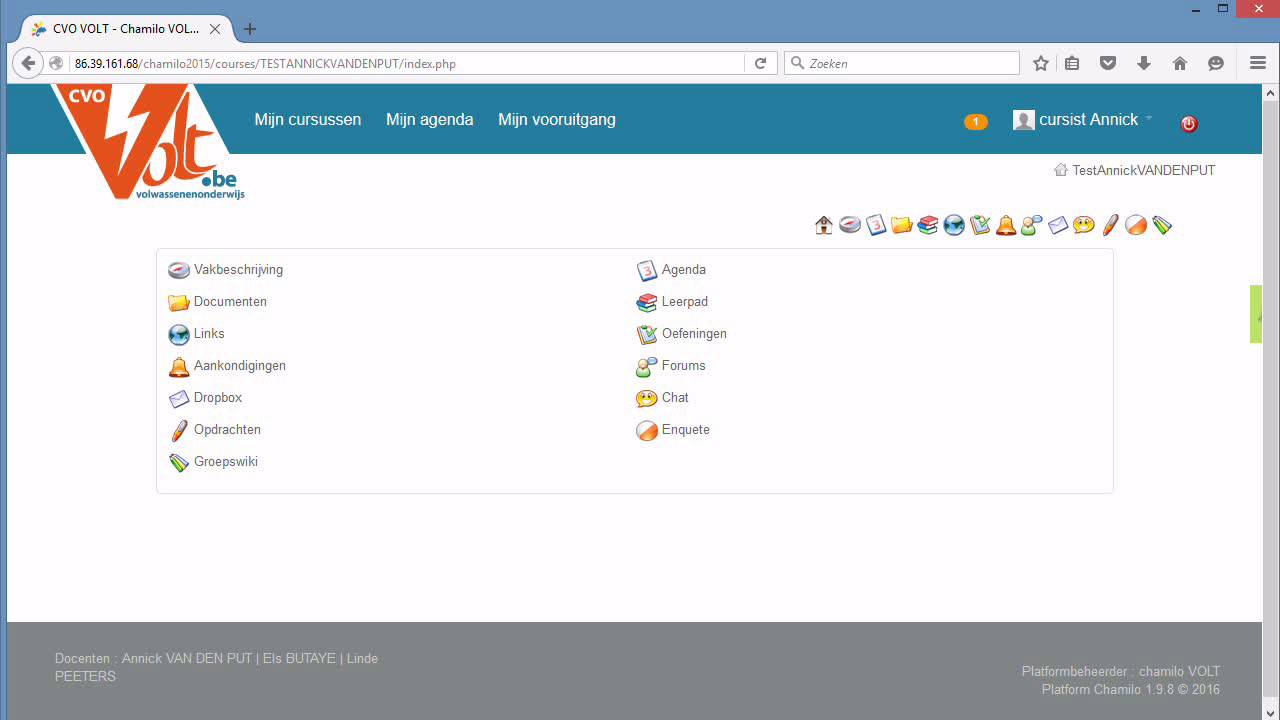 CVO VOLT - Chamilo VOL...
86.39.161.68/chamilo2015/courses/TESTANNICKVANDENPUT/index.php
Zoeken
CVO
Volt
.be
volwassenenonderwijs
Mijn cursussen
Mijn agenda
Mijn vooruitgang
1
cursist Annick
TestAnnickVANDENPUT
Vakbeschrijving
Agenda
Documenten
Leerpad
Links
Oefeningen
Aankondigingen
Forums
Dropbox
Chat
Opdrachten
Enquete
Groepswiki
Docenten : Annick VAN DEN PUT | Els BUTAYE | Linde
PEETERS
Platformbeheerder : chamilo VOLT
Platform Chamilo 1.9.8 © 2016